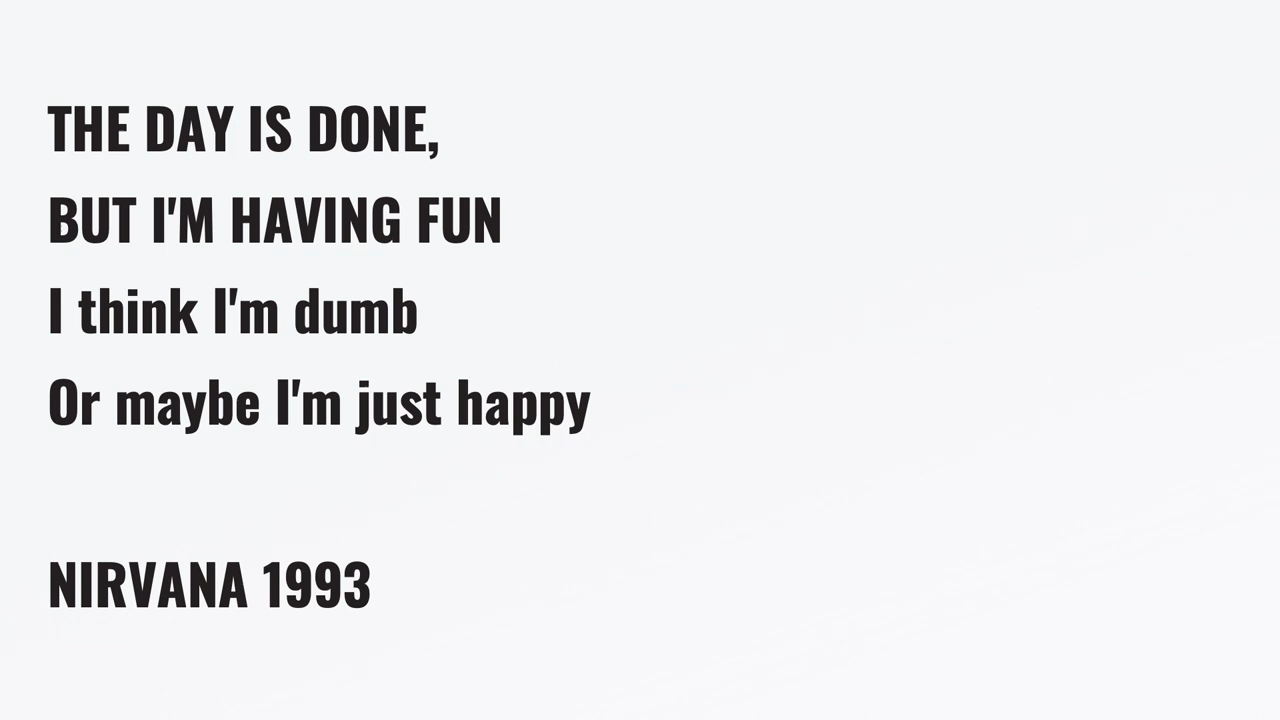 THE DAY IS DONE,
BUT I'M HAVING FUN
I think I'm dumb
Or maybe I'm just happy
NIRVANA 1993